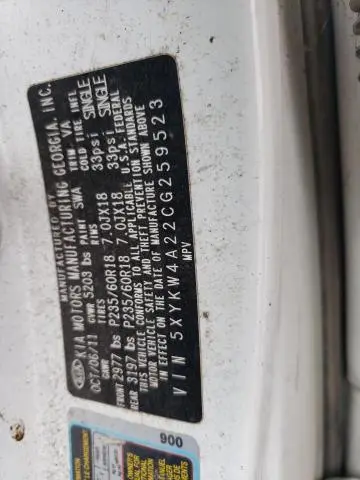 MANUFACTURED BY
KIA KIA MOTORS MANUFACTURING GEORGIA, INC.
OCT/06/11 PAINT SWA TRIM VA
GVWR 5203 lbs
GAWR TIRES RIMS COLD TIRE INFL.
FRONT 2977 lbs P235/60R18 7.0JX18 33psi SINGLE
REAR 3197 lbs P235/60R18 7.0JX18 33psi SINGLE
THIS VEHICLE CONFORMS TO ALL APPLICABLE U.S.A. FEDERAL
MOTOR VEHICLE SAFETY AND THEFT PREVENTION STANDARDS
IN EFFECT ON THE DATE OF MANUFACTURE SHOWN ABOVE
VIN 5XYKW4A22CG259523
MPV
900